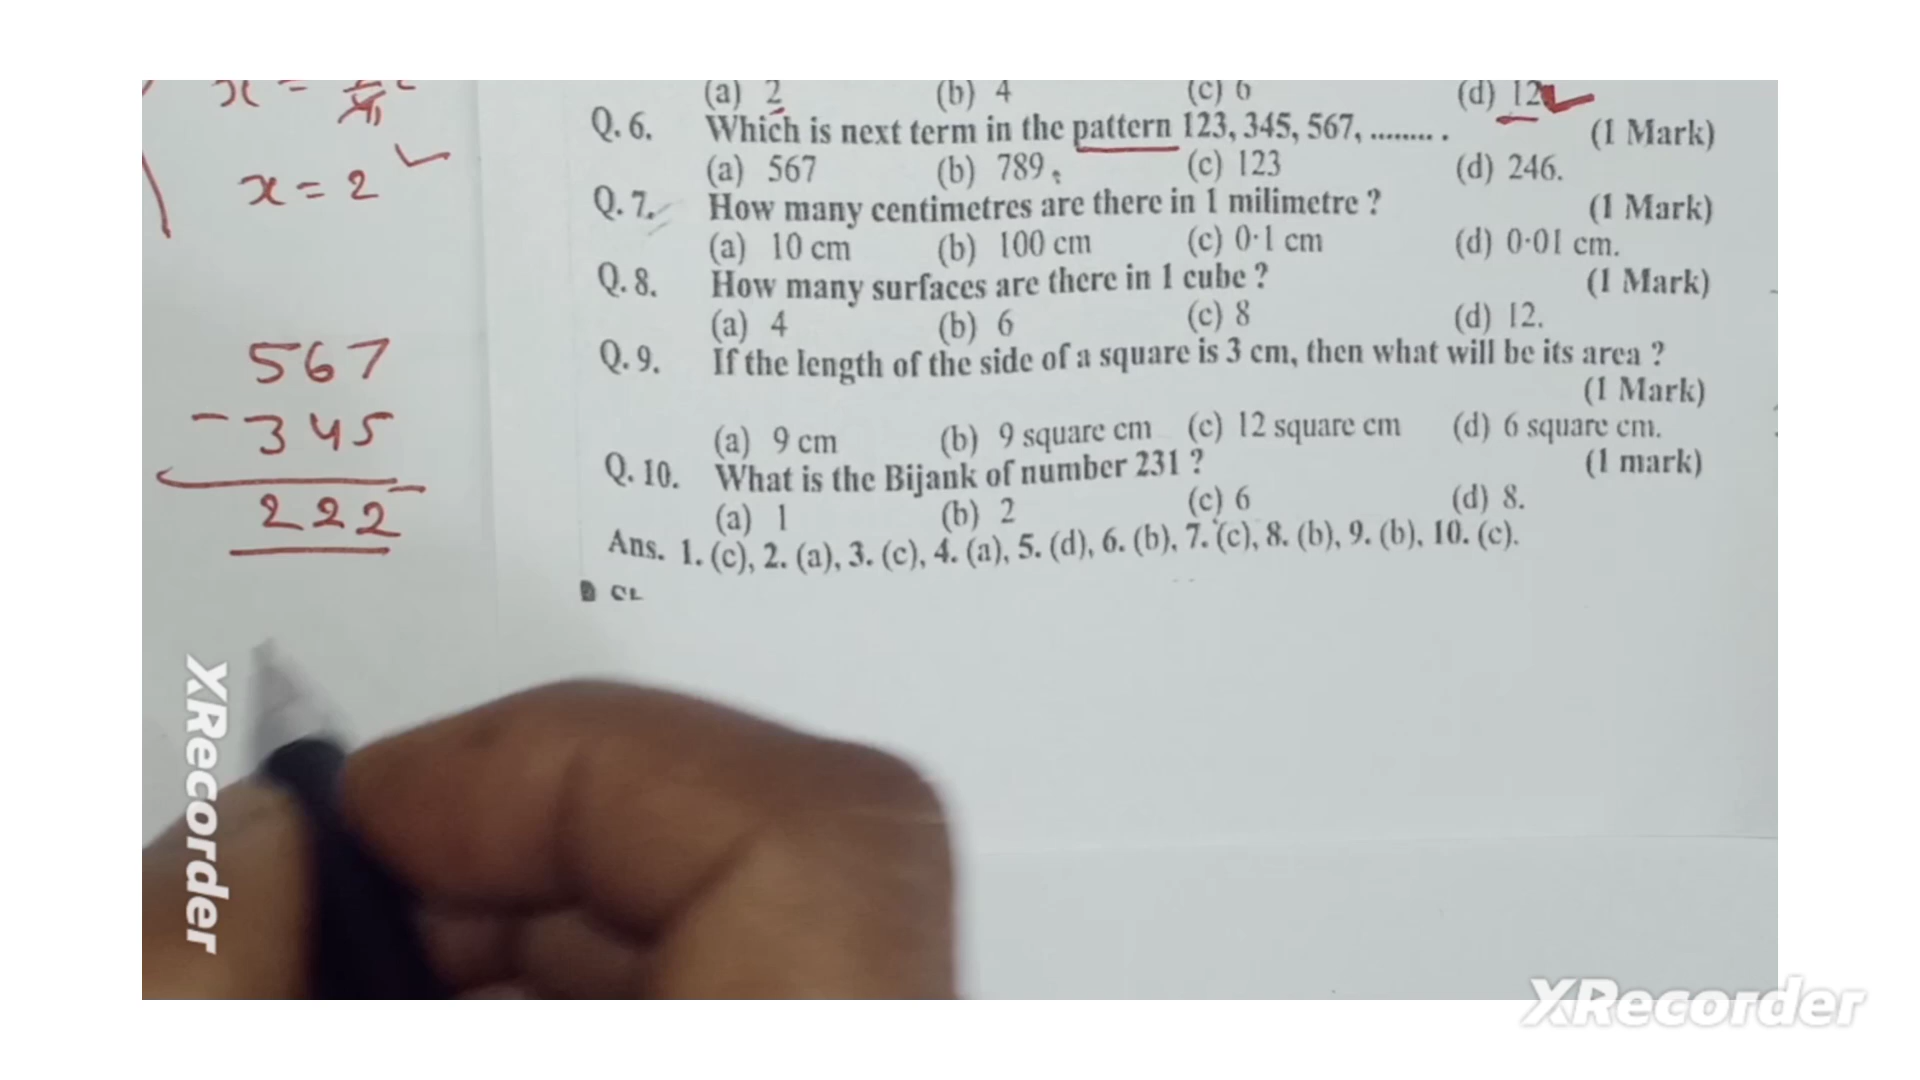 (a) 2 (b) 4 (c) 6 (d) 12.
Q. 6. Which is next term in the pattern 123, 345, 567, ........ . (1 Mark)
(a) 567 (b) 789. (c) 123 (d) 246.
Q. 7. How many centimetres are there in 1 milimetre ? (1 Mark)
(a) 10 cm (b) 100 cm (c) 0·1 cm (d) 0·01 cm.
Q. 8. How many surfaces are there in 1 cube ? (1 Mark)
(a) 4 (b) 6 (c) 8 (d) 12.
Q. 9. If the length of the side of a square is 3 cm, then what will be its area ?
(1 Mark)
(a) 9 cm (b) 9 square cm (c) 12 square cm (d) 6 square cm.
Q. 10. What is the Bijank of number 231 ? (1 mark)
(a) 1 (b) 2 (c) 6 (d) 8.
Ans. 1. (c), 2. (a), 3. (c), 4. (a), 5. (d), 6. (b), 7. (c), 8. (b), 9. (b), 10. (c).
x = 2
567
- 345
222
XRecorder
XRecorder